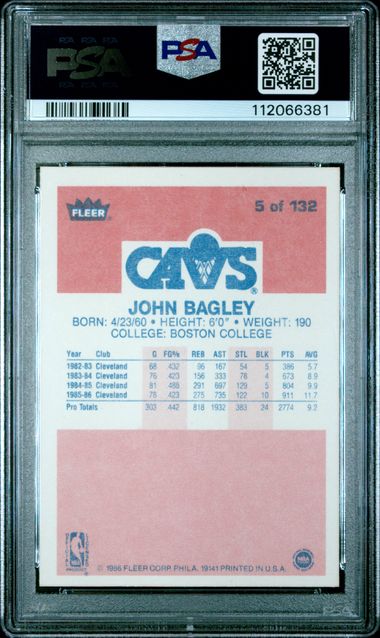 PSA
PSA
112066381
FLEER
5 of 132
CAVS®
JOHN BAGLEY
BORN: 4/23/60 • HEIGHT: 6'0" • WEIGHT: 190
COLLEGE: BOSTON COLLEGE
Year Club G FG% REB AST STL BLK PTS AVG
1982-83 Cleveland 68 .432 96 167 54 5 386 5.7
1983-84 Cleveland 76 .423 156 333 78 4 673 8.9
1984-85 Cleveland 81 .488 291 697 129 5 804 9.9
1985-86 Cleveland 78 .423 275 735 122 10 911 11.7
Pro Totals 303 .442 818 1932 383 24 2774 9.2
NBA
© 1986 FLEER CORP. PHILA. 19141 PRINTED IN U.S.A.